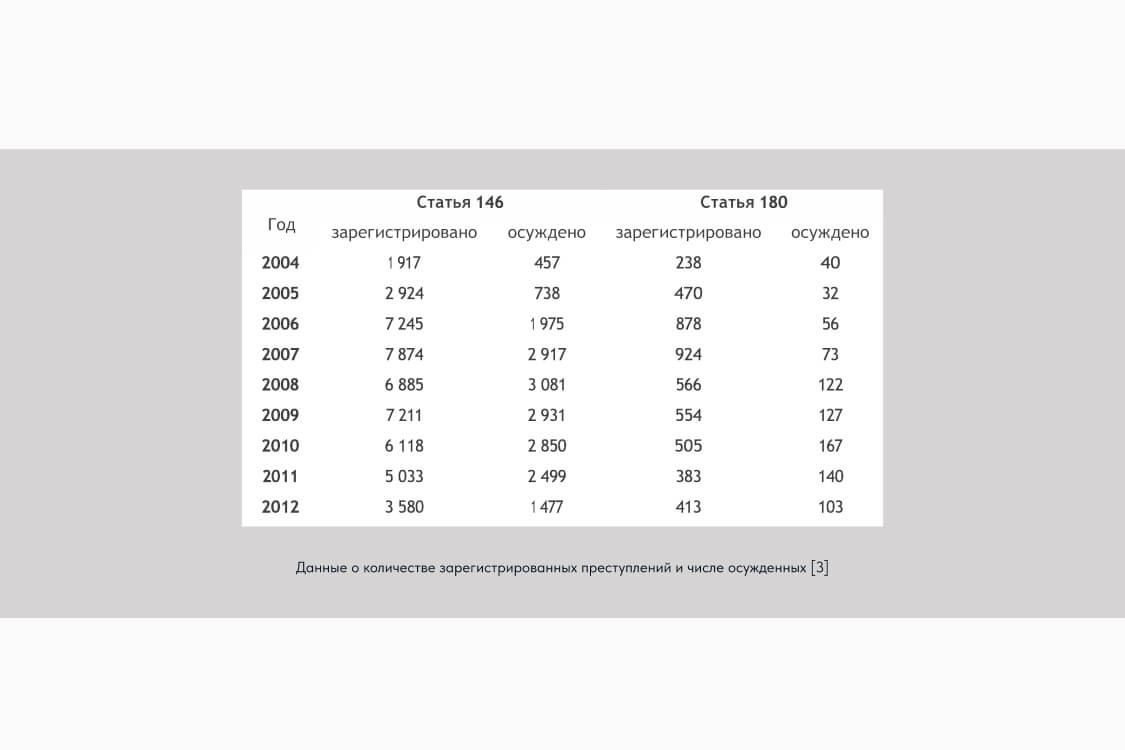 Статья 146 Статья 180
Год
зарегистрировано осуждено зарегистрировано осуждено
2004 1 917 457 238 40
2005 2 924 738 470 32
2006 7 245 1 975 878 56
2007 7 874 2 917 924 73
2008 6 885 3 081 566 122
2009 7 211 2 931 554 127
2010 6 118 2 850 505 167
2011 5 033 2 499 383 140
2012 3 580 1 477 413 103
Данные о количестве зарегистрированных преступлений и числе осужденных [3]